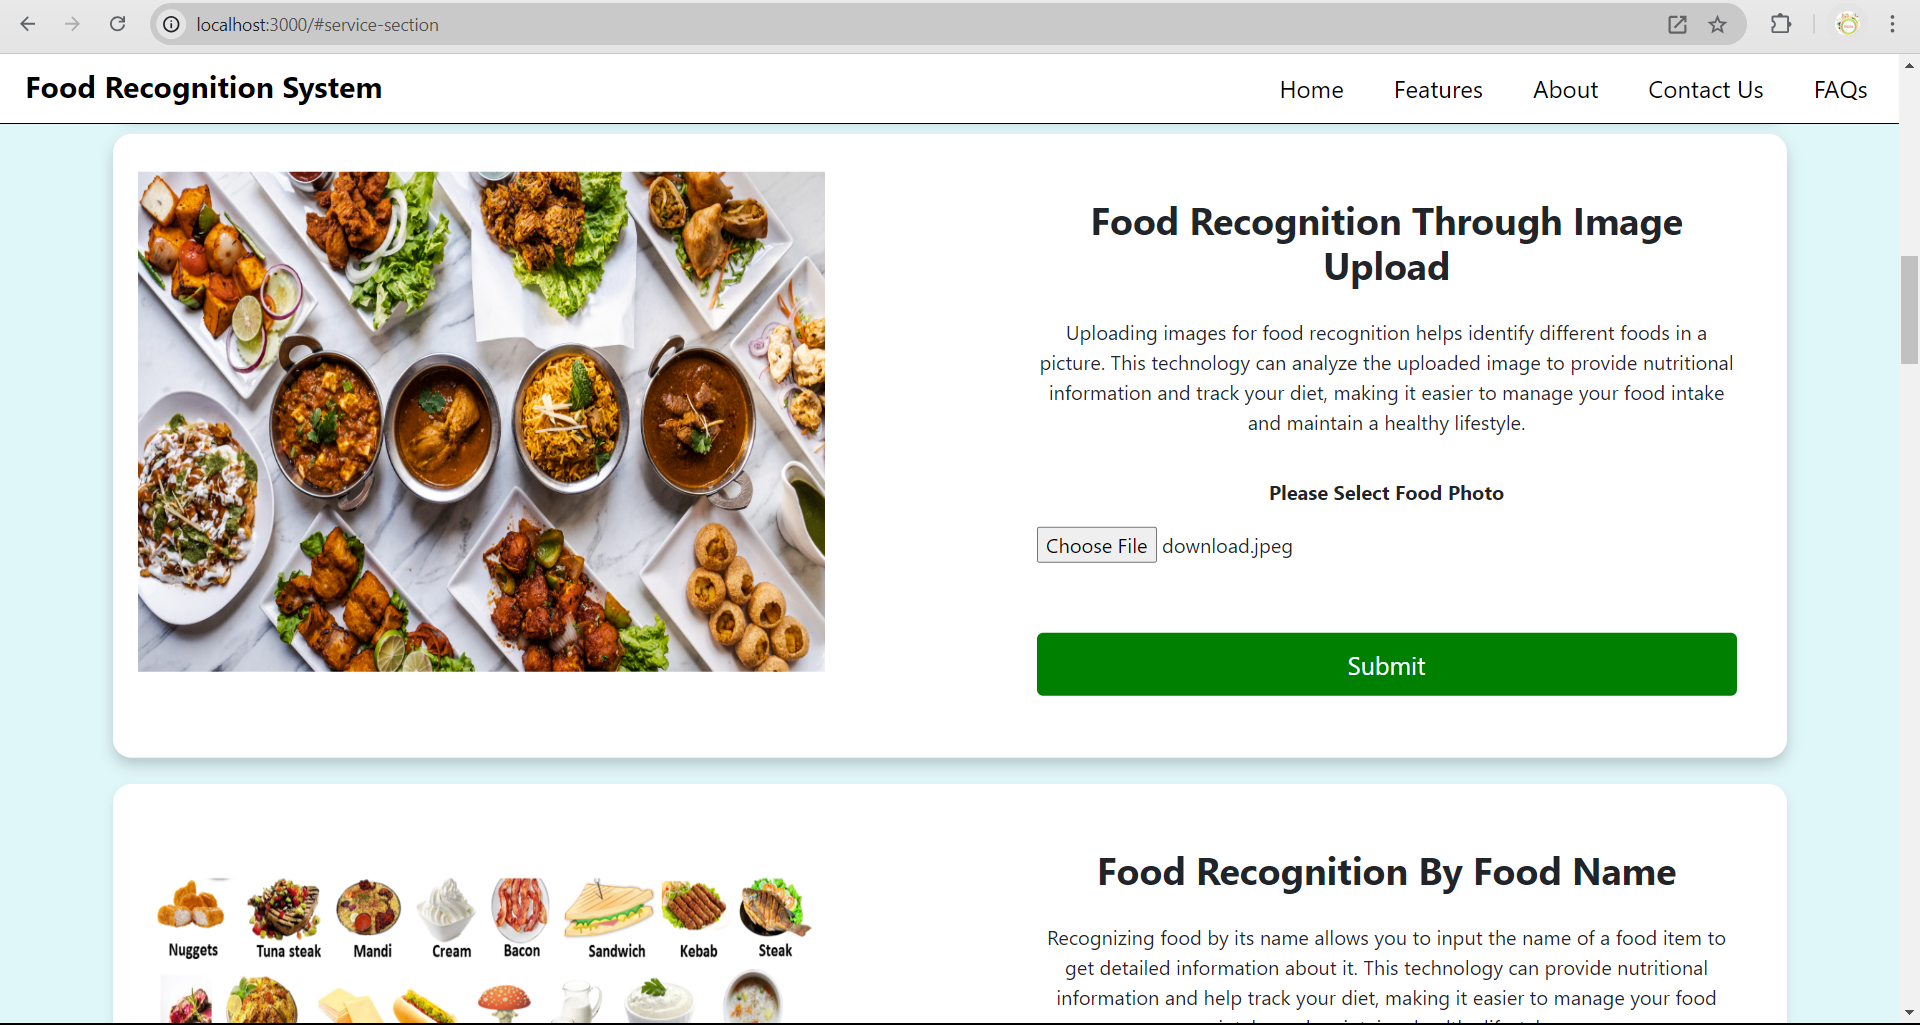 localhost:3000/#service-section
Food Recognition System
Home Features About Contact Us FAQs
Food Recognition Through Image
Upload
Uploading images for food recognition helps identify different foods in a
picture. This technology can analyze the uploaded image to provide nutritional
information and track your diet, making it easier to manage your food intake
and maintain a healthy lifestyle.
Please Select Food Photo
Choose File download.jpeg
Submit
Nuggets Tuna steak Mandi Cream Bacon Sandwich Kebab Steak
Food Recognition By Food Name
Recognizing food by its name allows you to input the name of a food item to
get detailed information about it. This technology can provide nutritional
information and help track your diet, making it easier to manage your food